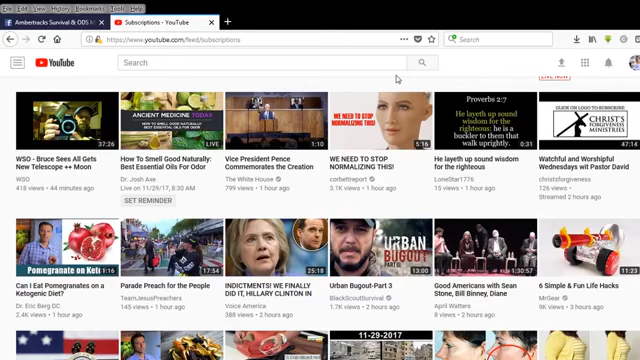 File Edit View History Bookmarks Tools Help
Ambertracks Survival & ODS M
Subscriptions - YouTube
https://www.youtube.com/feed/subscriptions
Search
YouTube
Search
LIVE NOW
37:26
ANCIENT MEDICINE TODAY
HOW TO SMELL GOOD NATURALLY:
BEST ESSENTIAL OILS FOR ODOR
LIVE
1:10
WE NEED TO STOP
NORMALIZING THIS!
5:16
Proverbs 2:7
He layeth up sound
wisdom for the
righteous: he is a
buckler to them that
walk uprightly.
0:31
CLICK ON LOGO TO SUBSCRIBE
CHRIST'S
FORGIVENESS
MINISTRIES
47:14
WSO - Bruce Sees All Gets
New Telescope ++ Moon
WSO
418 views • 44 minutes ago
How To Smell Good Naturally:
Best Essential Oils For Odor
Dr. Josh Axe
Live on 11/29/17, 8:30 AM
SET REMINDER
Vice President Pence
Commemorates the Creation
The White House
799 views • 1 hour ago
WE NEED TO STOP
NORMALIZING THIS!
corbettreport
3.1K views • 1 hour ago
He layeth up sound
wisdom for the righteous
LoneStar1776
15 views • 1 hour ago
Watchful and Worshipful
Wednesdays wit Pastor David
christsforgiveness
126 views •
Streamed 2 hours ago
Pomegranate on Keto
1:16
17:54
25:18
URBAN
BUGOUT
PART III
13:00
1:30:57
9:23
Can I Eat Pomegranates on a
Ketogenic Diet?
Dr. Eric Berg DC
2.4K views • 1 hour ago
Parade Preach for the People
TeamJesusPreachers
145 views • 1 hour ago
INDICTMENTS! WE FINALLY
DID IT, HILLARY CLINTON IN
Voice America
388 views • 2 hours ago
Urban Bugout-Part 3
BlackScoutSurvival
1.7K views • 2 hours ago
Good Americans with Sean
Stone, Bill Binney, Diane
April Watters
8 views • 2 hours ago
6 Simple & Fun Life Hacks
MrGear
9K views • 3 hours ago
11-29-2017